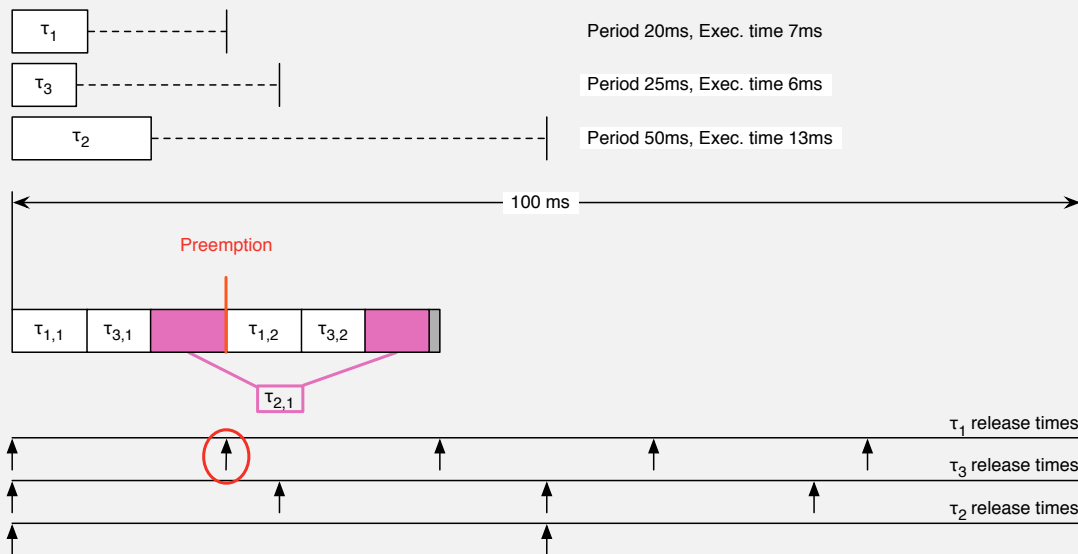 τ1 Period 20ms, Exec. time 7ms
τ3 Period 25ms, Exec. time 6ms
τ2 Period 50ms, Exec. time 13ms
100 ms
Preemption
τ1,1 τ3,1 τ1,2 τ3,2
τ2,1
τ1 release times
τ3 release times
τ2 release times